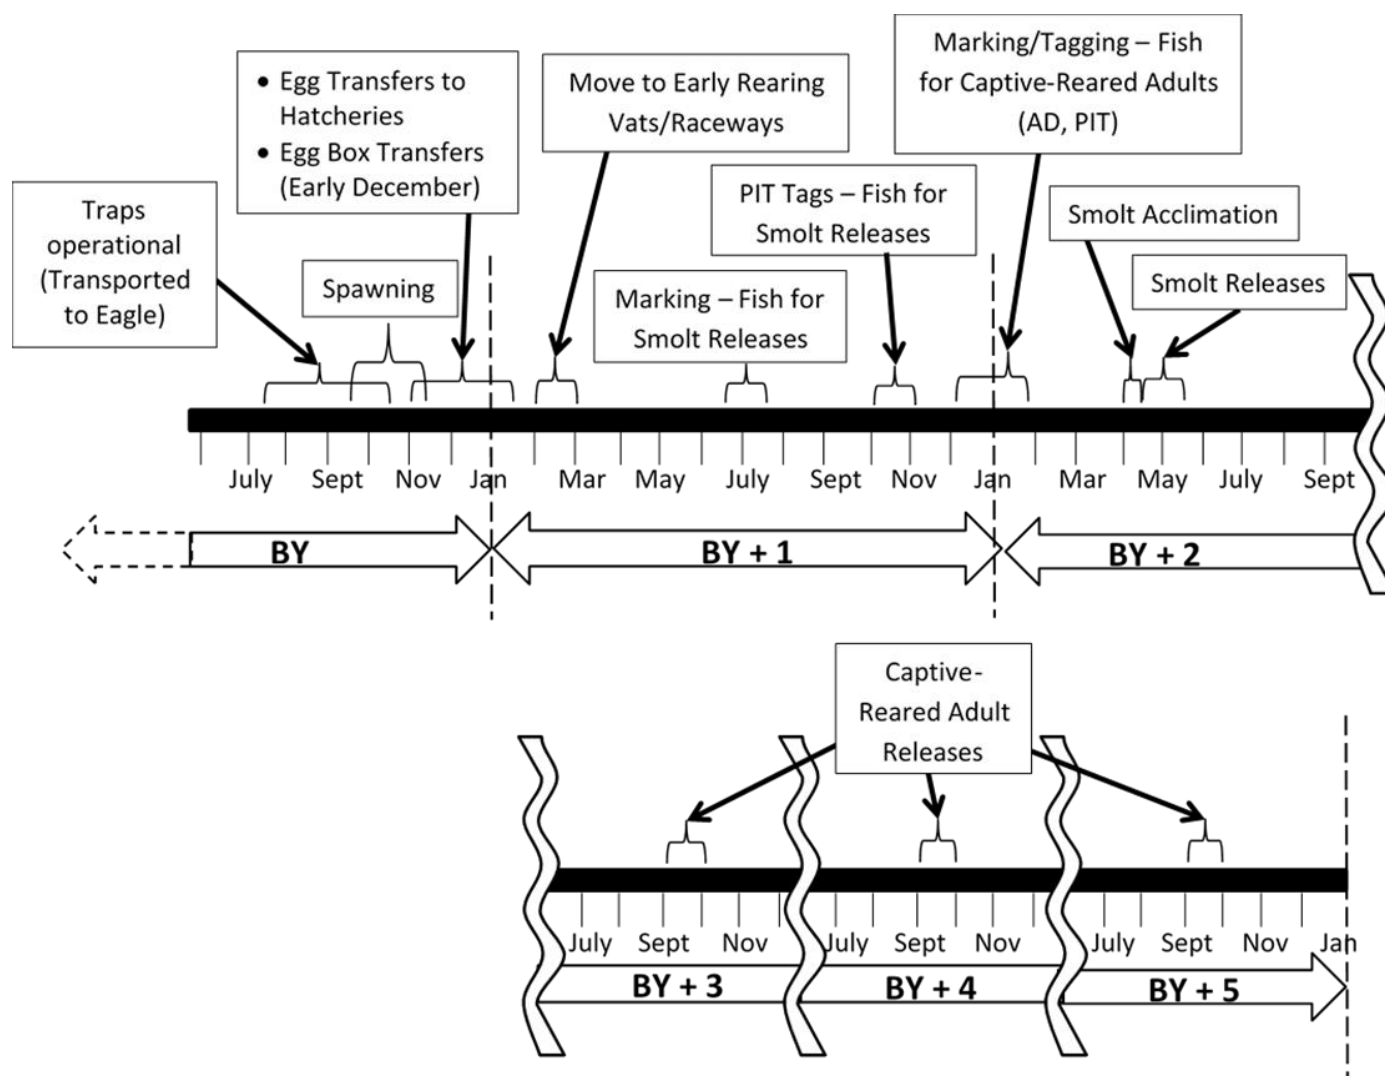 Traps
operational
(Transported
to Eagle)
• Egg Transfers to
Hatcheries
• Egg Box Transfers
(Early December)
Spawning
Move to Early Rearing
Vats/Raceways
Marking – Fish for
Smolt Releases
PIT Tags – Fish for
Smolt Releases
Marking/Tagging – Fish
for Captive-Reared Adults
(AD, PIT)
Smolt Acclimation
Smolt Releases
July Sept Nov Jan Mar May July Sept Nov Jan Mar May July Sept
BY BY + 1 BY + 2
Captive-
Reared Adult
Releases
July Sept Nov July Sept Nov July Sept Nov Jan
BY + 3 BY + 4 BY + 5